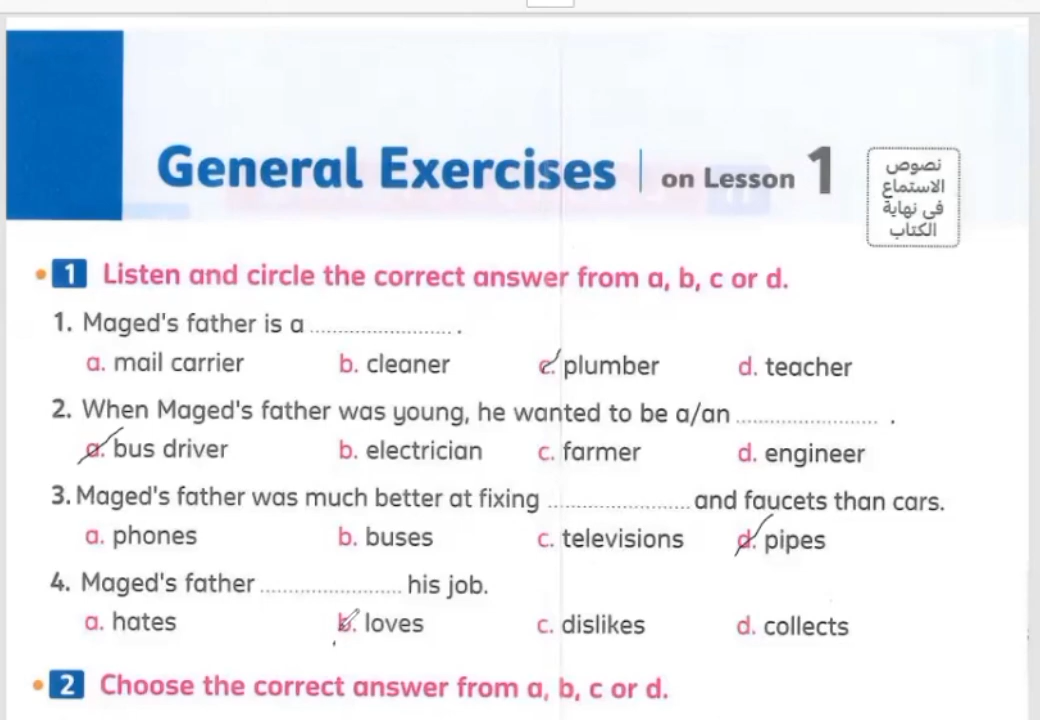 General Exercises on Lesson 1
نصوص
الاستماع
فى نهاية
الكتاب
1 Listen and circle the correct answer from a, b, c or d.
1. Maged's father is a .................... .
a. mail carrier b. cleaner c. plumber d. teacher
2. When Maged's father was young, he wanted to be a/an .................... .
a. bus driver b. electrician c. farmer d. engineer
3. Maged's father was much better at fixing .................... and faucets than cars.
a. phones b. buses c. televisions d. pipes
4. Maged's father .................... his job.
a. hates b. loves c. dislikes d. collects
2 Choose the correct answer from a, b, c or d.